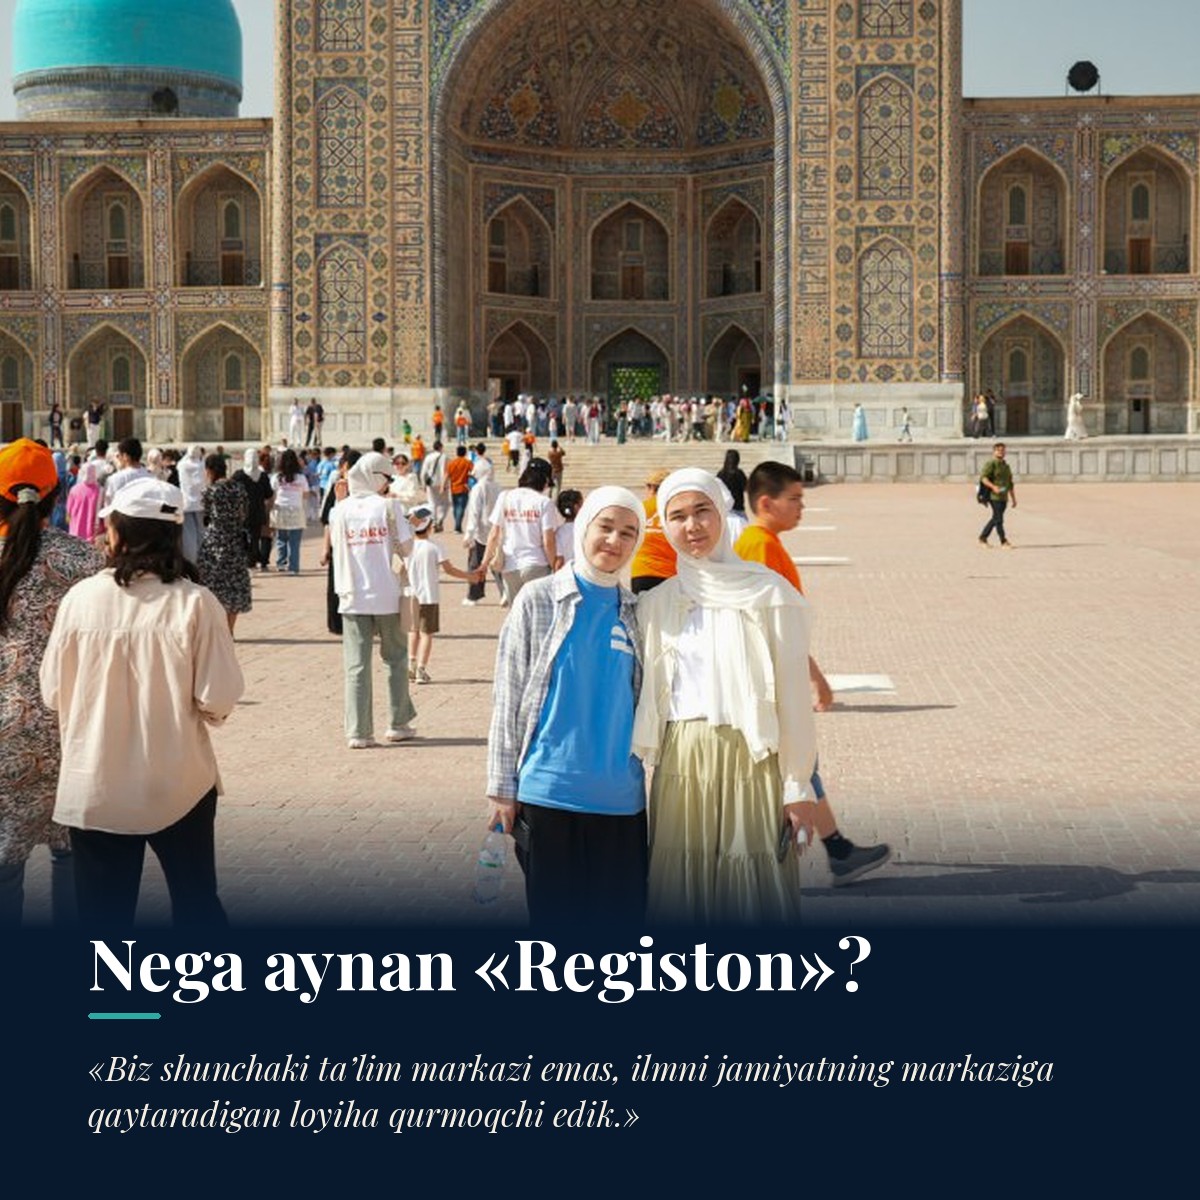 Nega aynan «Registon»?
«Biz shunchaki ta’lim markazi emas, ilmni jamiyatning markaziga
qaytaradigan loyiha qurmoqchi edik.»